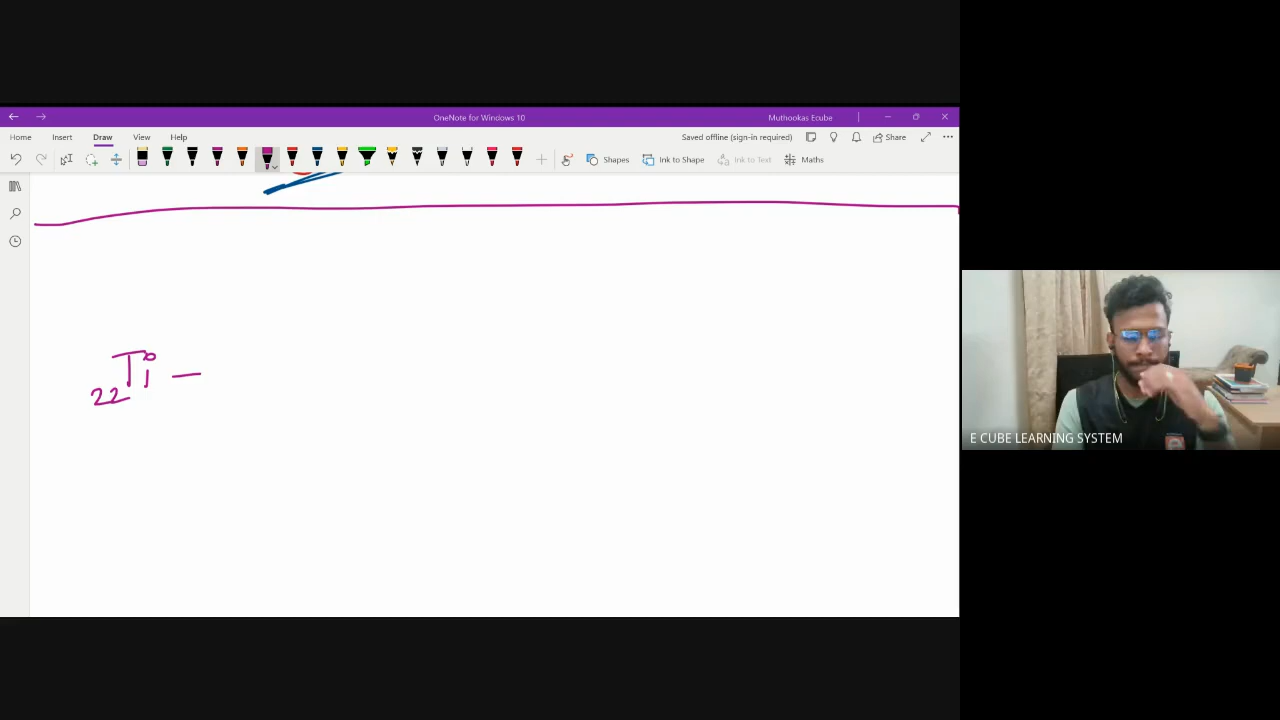 OneNote for Windows 10
Muthookas Ecube
Home Insert Draw View Help
Saved offline (sign-in required)
Share
Shapes
Ink to Shape
Ink to Text
Maths
22Ti —
E CUBE LEARNING SYSTEM